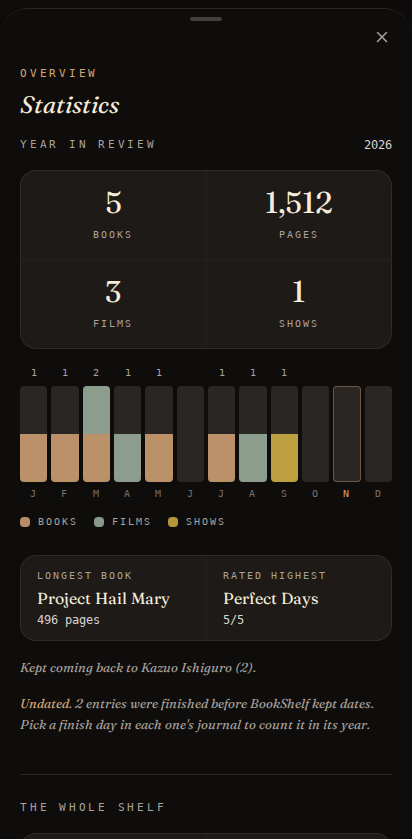 OVERVIEW
Statistics
YEAR IN REVIEW 2026
5 1,512
BOOKS PAGES
3 1
FILMS SHOWS
1 1 2 1 1 1 1 1
J F M A M J J A S O N D
BOOKS FILMS SHOWS
LONGEST BOOK RATED HIGHEST
Project Hail Mary Perfect Days
496 pages 5/5
Kept coming back to Kazuo Ishiguro (2).
Undated. 2 entries were finished before BookShelf kept dates.
Pick a finish day in each one's journal to count it in its year.
THE WHOLE SHELF